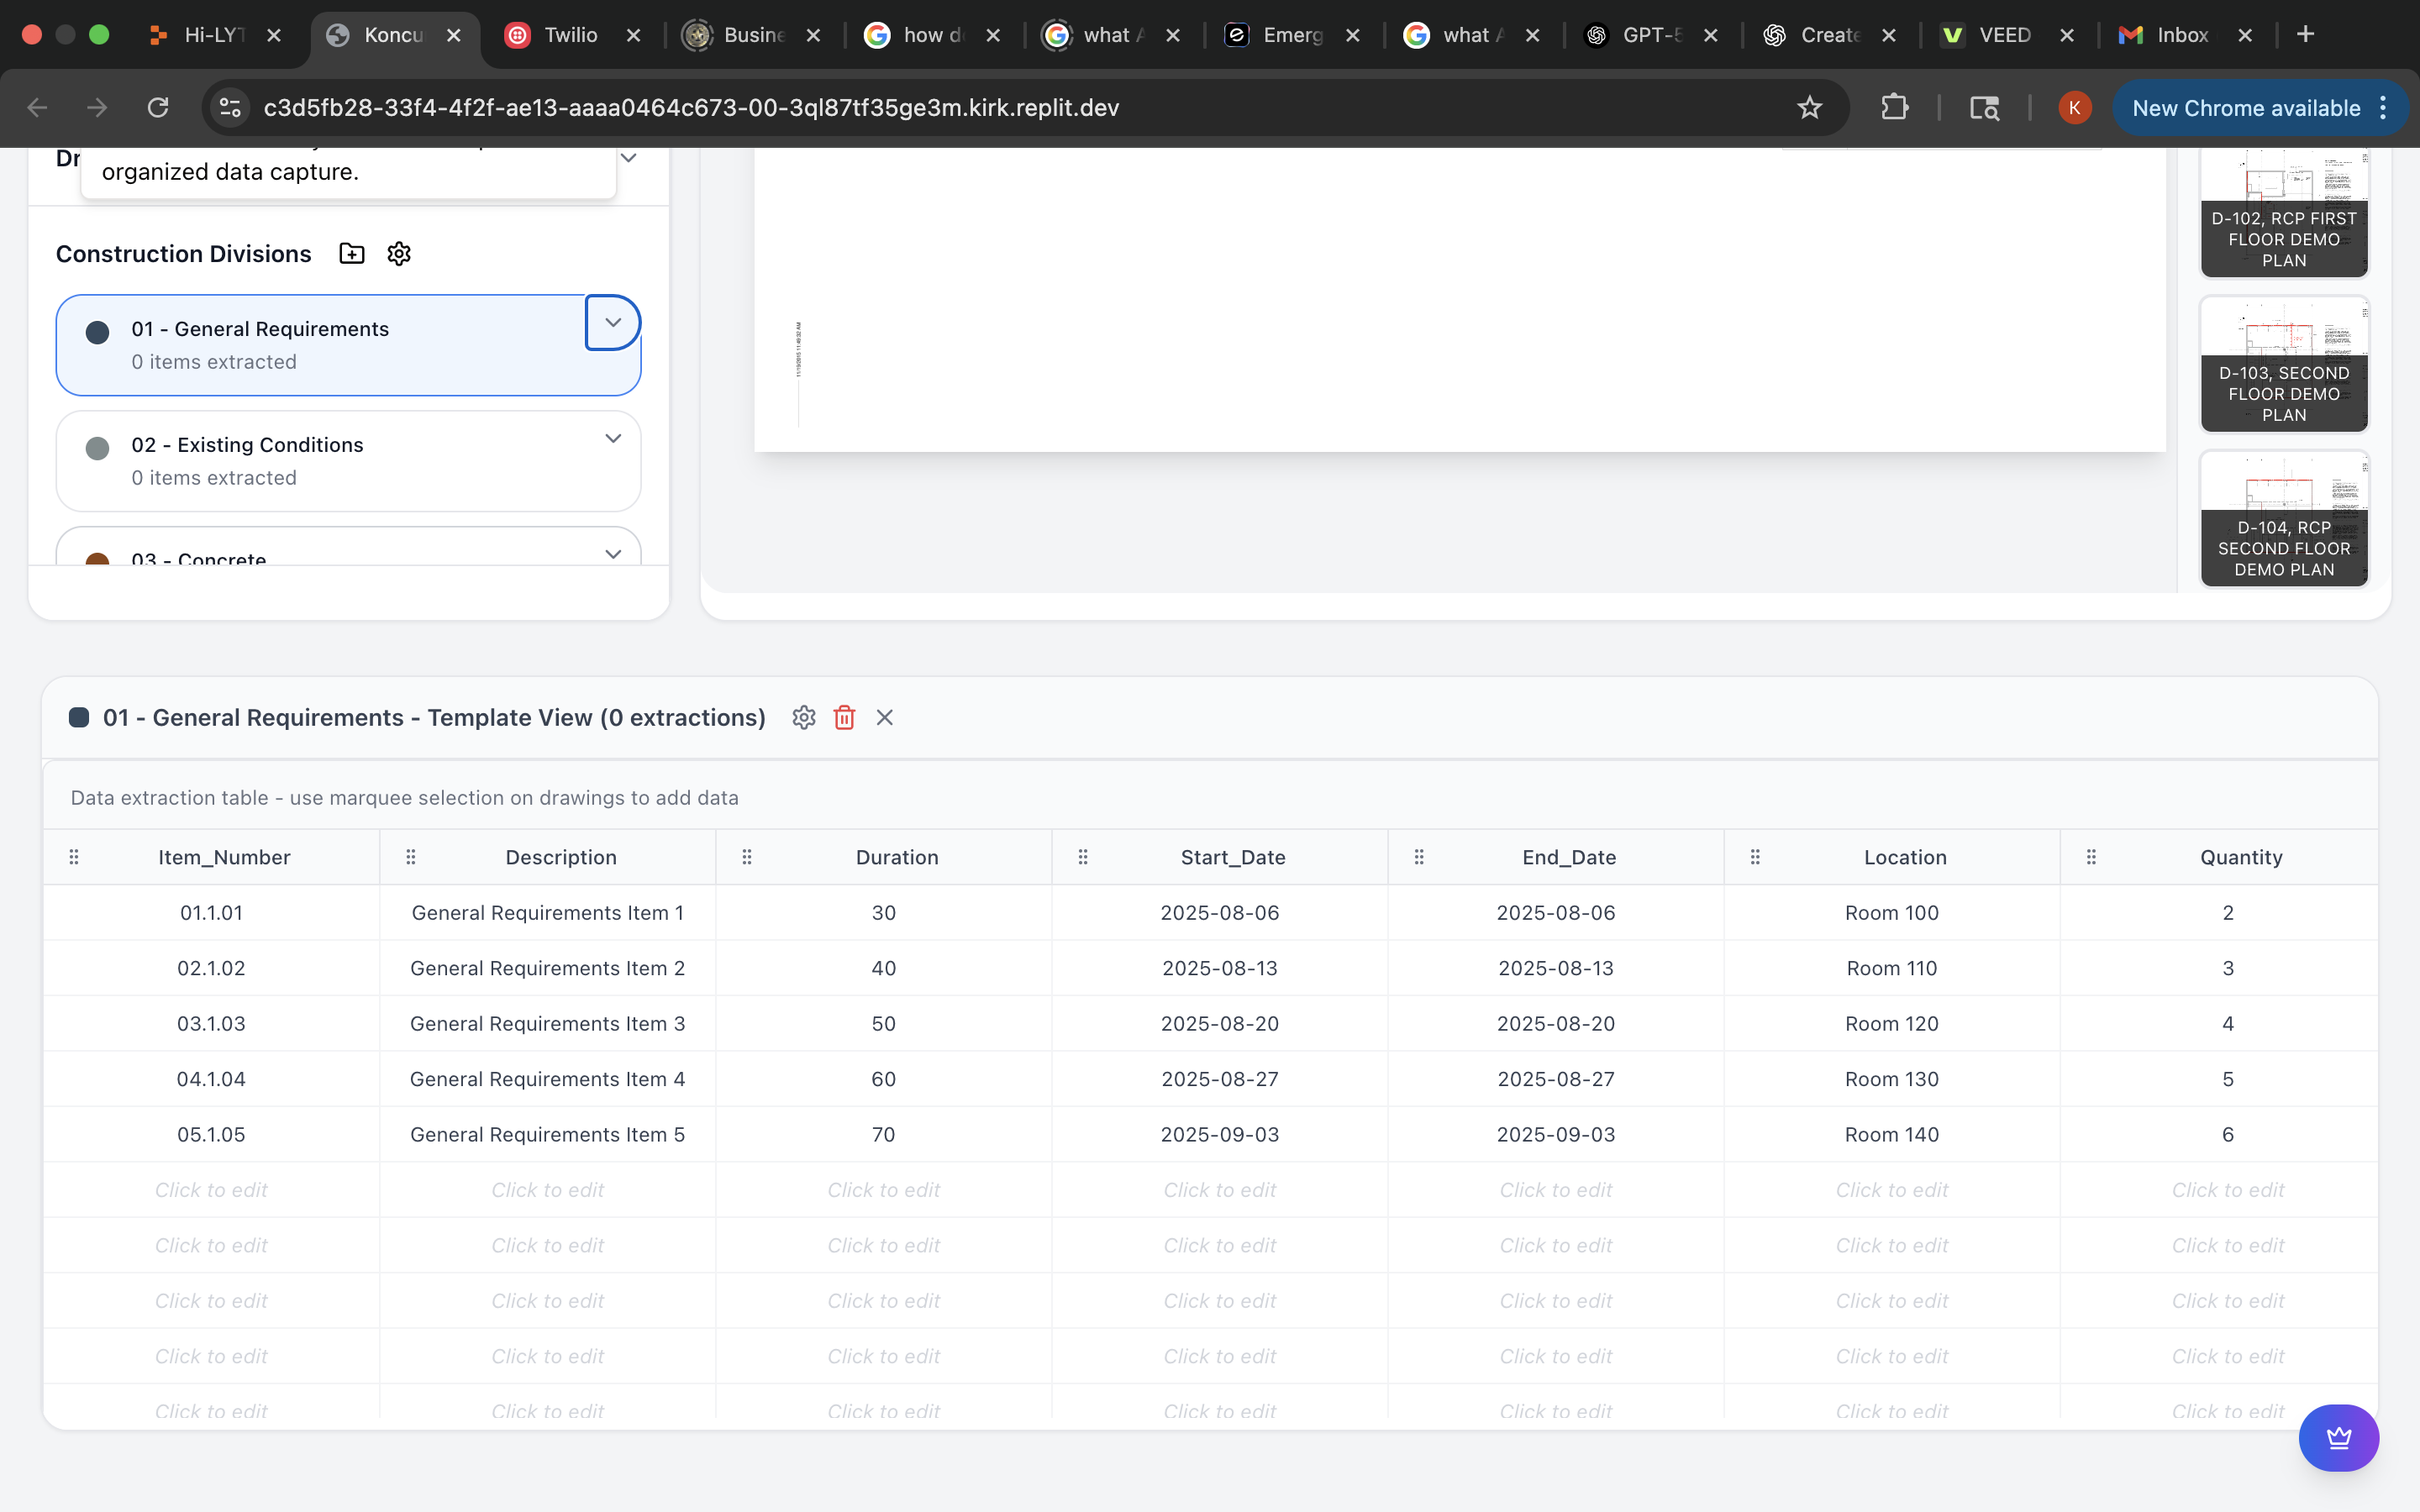 Hi-LYT
Koncu
Twilio
Busine
how d
what A
Emerg
what A
GPT-5
Create
VEED
Inbox
c3d5fb28-33f4-4f2f-ae13-aaaa0464c673-00-3ql87tf35ge3m.kirk.replit.dev
K
New Chrome available
Dr
organized data capture.
Construction Divisions
01 - General Requirements
0 items extracted
02 - Existing Conditions
0 items extracted
03 - Concrete
D-102, RCP FIRST
FLOOR DEMO
PLAN
D-103, SECOND
FLOOR DEMO
PLAN
D-104, RCP
SECOND FLOOR
DEMO PLAN
01 - General Requirements - Template View (0 extractions)
Data extraction table - use marquee selection on drawings to add data
Item_Number Description Duration Start_Date End_Date Location Quantity
01.1.01 General Requirements Item 1 30 2025-08-06 2025-08-06 Room 100 2
02.1.02 General Requirements Item 2 40 2025-08-13 2025-08-13 Room 110 3
03.1.03 General Requirements Item 3 50 2025-08-20 2025-08-20 Room 120 4
04.1.04 General Requirements Item 4 60 2025-08-27 2025-08-27 Room 130 5
05.1.05 General Requirements Item 5 70 2025-09-03 2025-09-03 Room 140 6
Click to edit Click to edit Click to edit Click to edit Click to edit Click to edit Click to edit
Click to edit Click to edit Click to edit Click to edit Click to edit Click to edit Click to edit
Click to edit Click to edit Click to edit Click to edit Click to edit Click to edit Click to edit
Click to edit Click to edit Click to edit Click to edit Click to edit Click to edit Click to edit
Click to edit Click to edit Click to edit Click to edit Click to edit Click to edit Click to edit